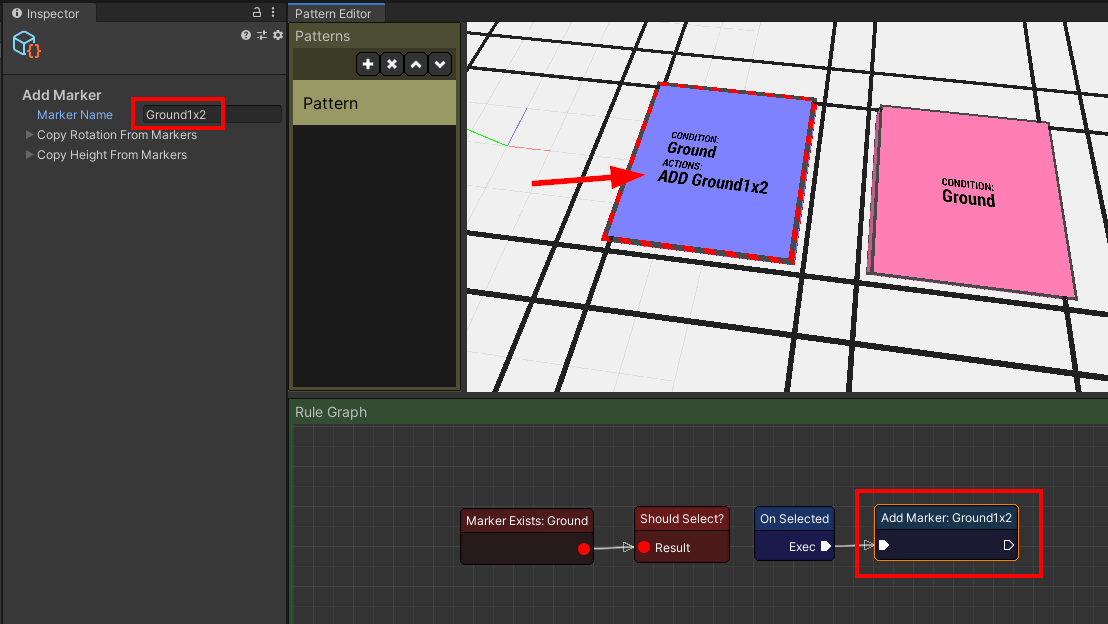 Inspector
Add Marker
Marker Name
Ground1x2
Copy Rotation From Markers
Copy Height From Markers
Pattern Editor
Patterns
Pattern
CONDITION:
Ground
ACTIONS:
ADD Ground1x2
CONDITION:
Ground
Rule Graph
Marker Exists: Ground
Should Select?
Result
On Selected
Exec
Add Marker: Ground1x2